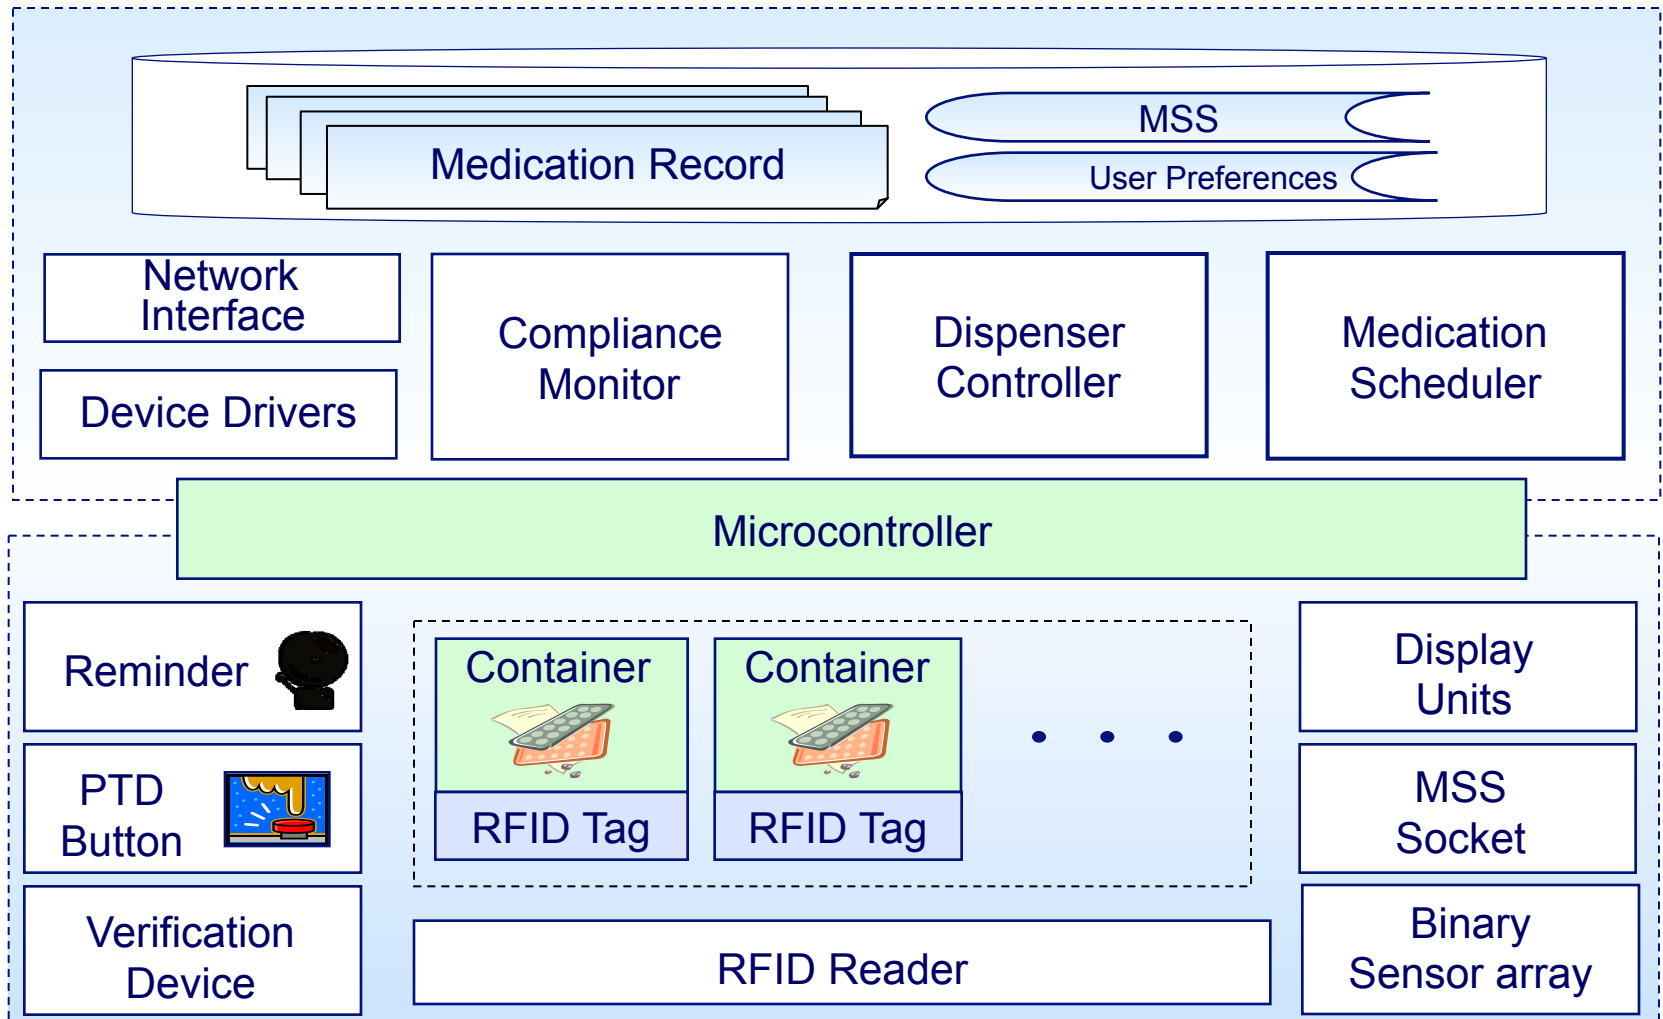 Medication Record
MSS
User Preferences
Network
Interface
Device Drivers
Compliance
Monitor
Dispenser
Controller
Medication
Scheduler
Microcontroller
Reminder
PTD
Button
Verification
Device
Container
RFID Tag
Container
RFID Tag
. . .
RFID Reader
Display
Units
MSS
Socket
Binary
Sensor array